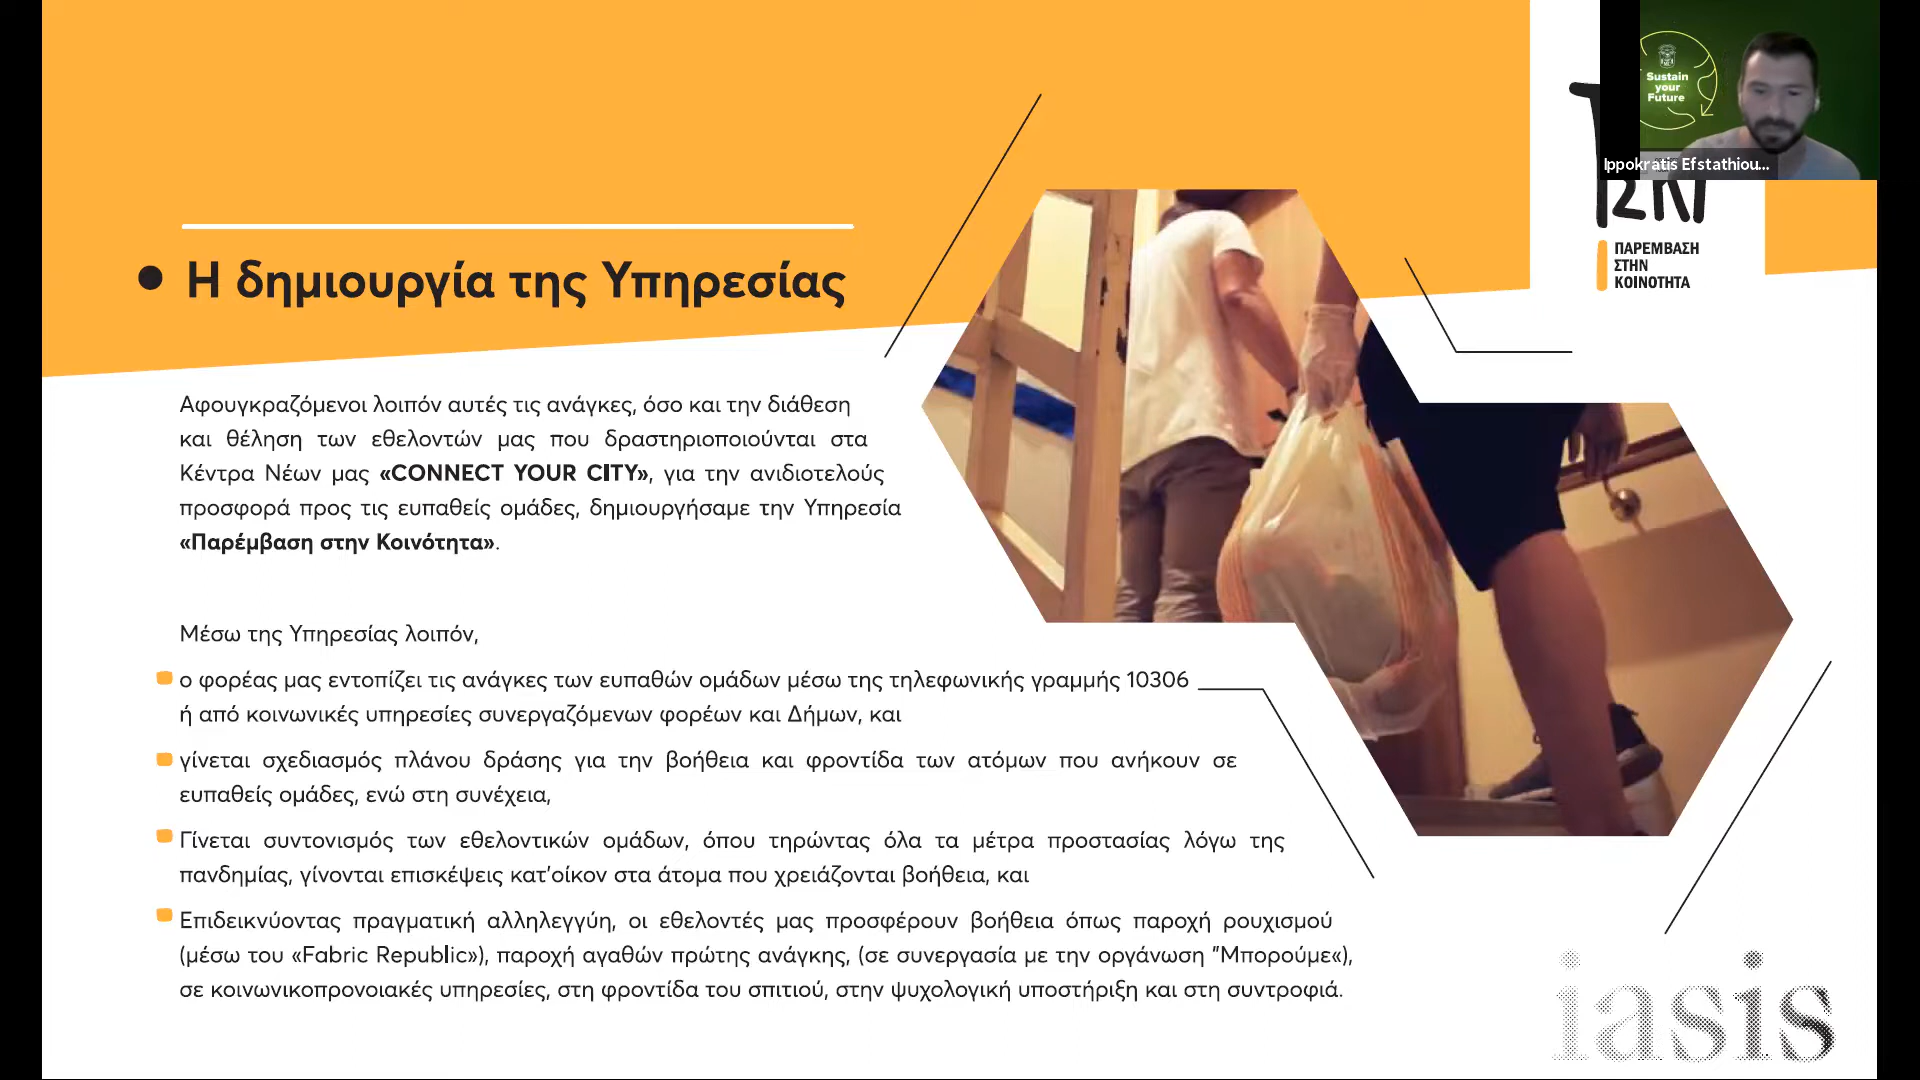 Sustain
your
Future
Ippokratis Efstathiou...
ΠΑΡΕΜΒΑΣΗ
ΣΤΗΝ
ΚΟΙΝΟΤΗΤΑ
Η δημιουργία της Υπηρεσίας
Αφουγκραζόμενοι λοιπόν αυτές τις ανάγκες, όσο και την διάθεση
και θέληση των εθελοντών μας που δραστηριοποιούνται στα
Κέντρα Νέων μας «CONNECT YOUR CITY», για την ανιδιοτελούς
προσφορά προς τις ευπαθείς ομάδες, δημιουργήσαμε την Υπηρεσία
«Παρέμβαση στην Κοινότητα».
Μέσω της Υπηρεσίας λοιπόν,
ο φορέας μας εντοπίζει τις ανάγκες των ευπαθών ομάδων μέσω της τηλεφωνικής γραμμής 10306
ή από κοινωνικές υπηρεσίες συνεργαζόμενων φορέων και Δήμων, και
γίνεται σχεδιασμός πλάνου δράσης για την βοήθεια και φροντίδα των ατόμων που ανήκουν σε
ευπαθείς ομάδες, ενώ στη συνέχεια,
Γίνεται συντονισμός των εθελοντικών ομάδων, όπου τηρώντας όλα τα μέτρα προστασίας λόγω της
πανδημίας, γίνονται επισκέψεις κατ'οίκον στα άτομα που χρειάζονται βοήθεια, και
Επιδεικνύοντας πραγματική αλληλεγγύη, οι εθελοντές μας προσφέρουν βοήθεια όπως παροχή ρουχισμού
(μέσω του «Fabric Republic»), παροχή αγαθών πρώτης ανάγκης, (σε συνεργασία με την οργάνωση "Μπορούμε«),
σε κοινωνικοπρονοιακές υπηρεσίες, στη φροντίδα του σπιτιού, στην ψυχολογική υποστήριξη και στη συντροφιά.
iasis